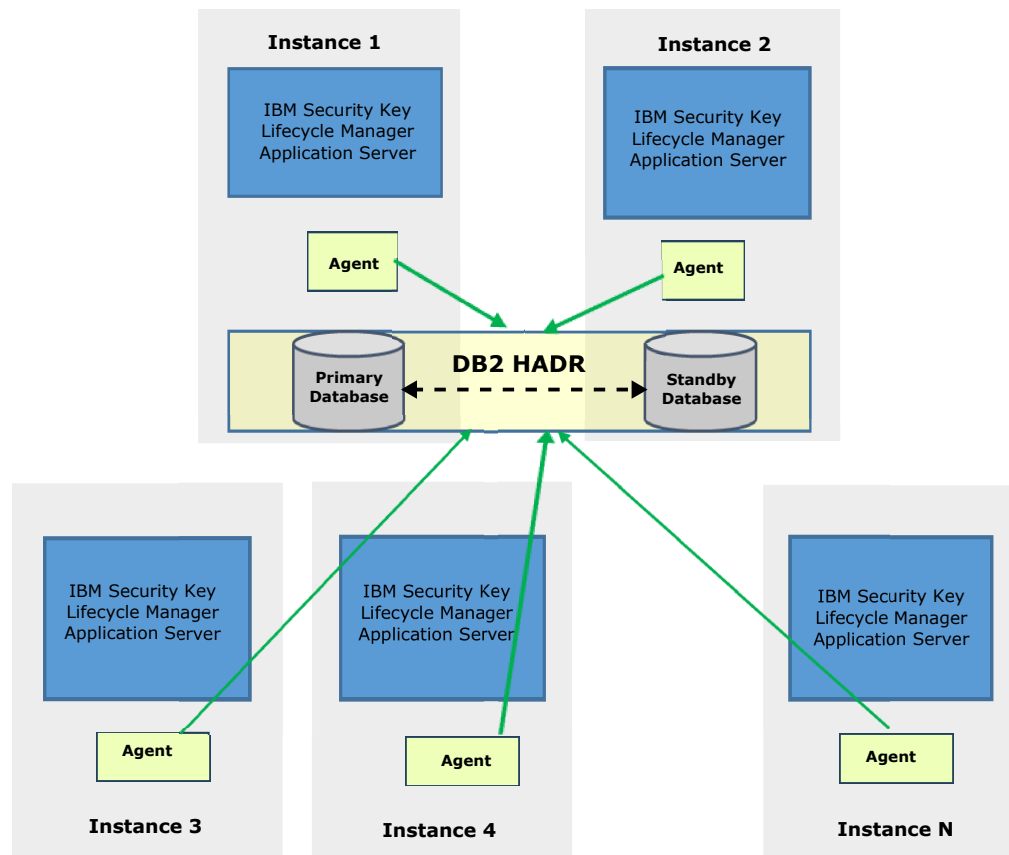 Instance 1
IBM Security Key
Lifecycle Manager
Application Server
Agent
Instance 2
IBM Security Key
Lifecycle Manager
Application Server
Agent
DB2 HADR
Primary
Database
Standby
Database
IBM Security Key
Lifecycle Manager
Application Server
Agent
Instance 3
IBM Security Key
Lifecycle Manager
Application Server
Agent
Instance 4
IBM Security Key
Lifecycle Manager
Application Server
Agent
Instance N